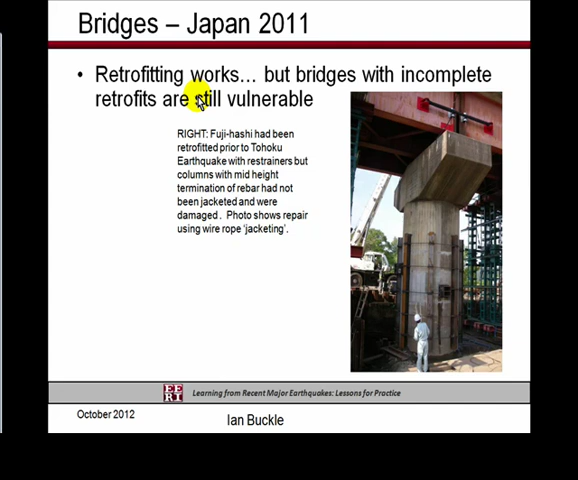 Bridges – Japan 2011
• Retrofitting works... but bridges with incomplete
retrofits are still vulnerable
RIGHT: Fuji-hashi had been
retrofitted prior to Tohoku
Earthquake with restrainers but
columns with mid height
termination of rebar had not
been jacketed and were
damaged. Photo shows repair
using wire rope 'jacketing'.
EE
RI
Learning from Recent Major Earthquakes: Lessons for Practice
October 2012
Ian Buckle